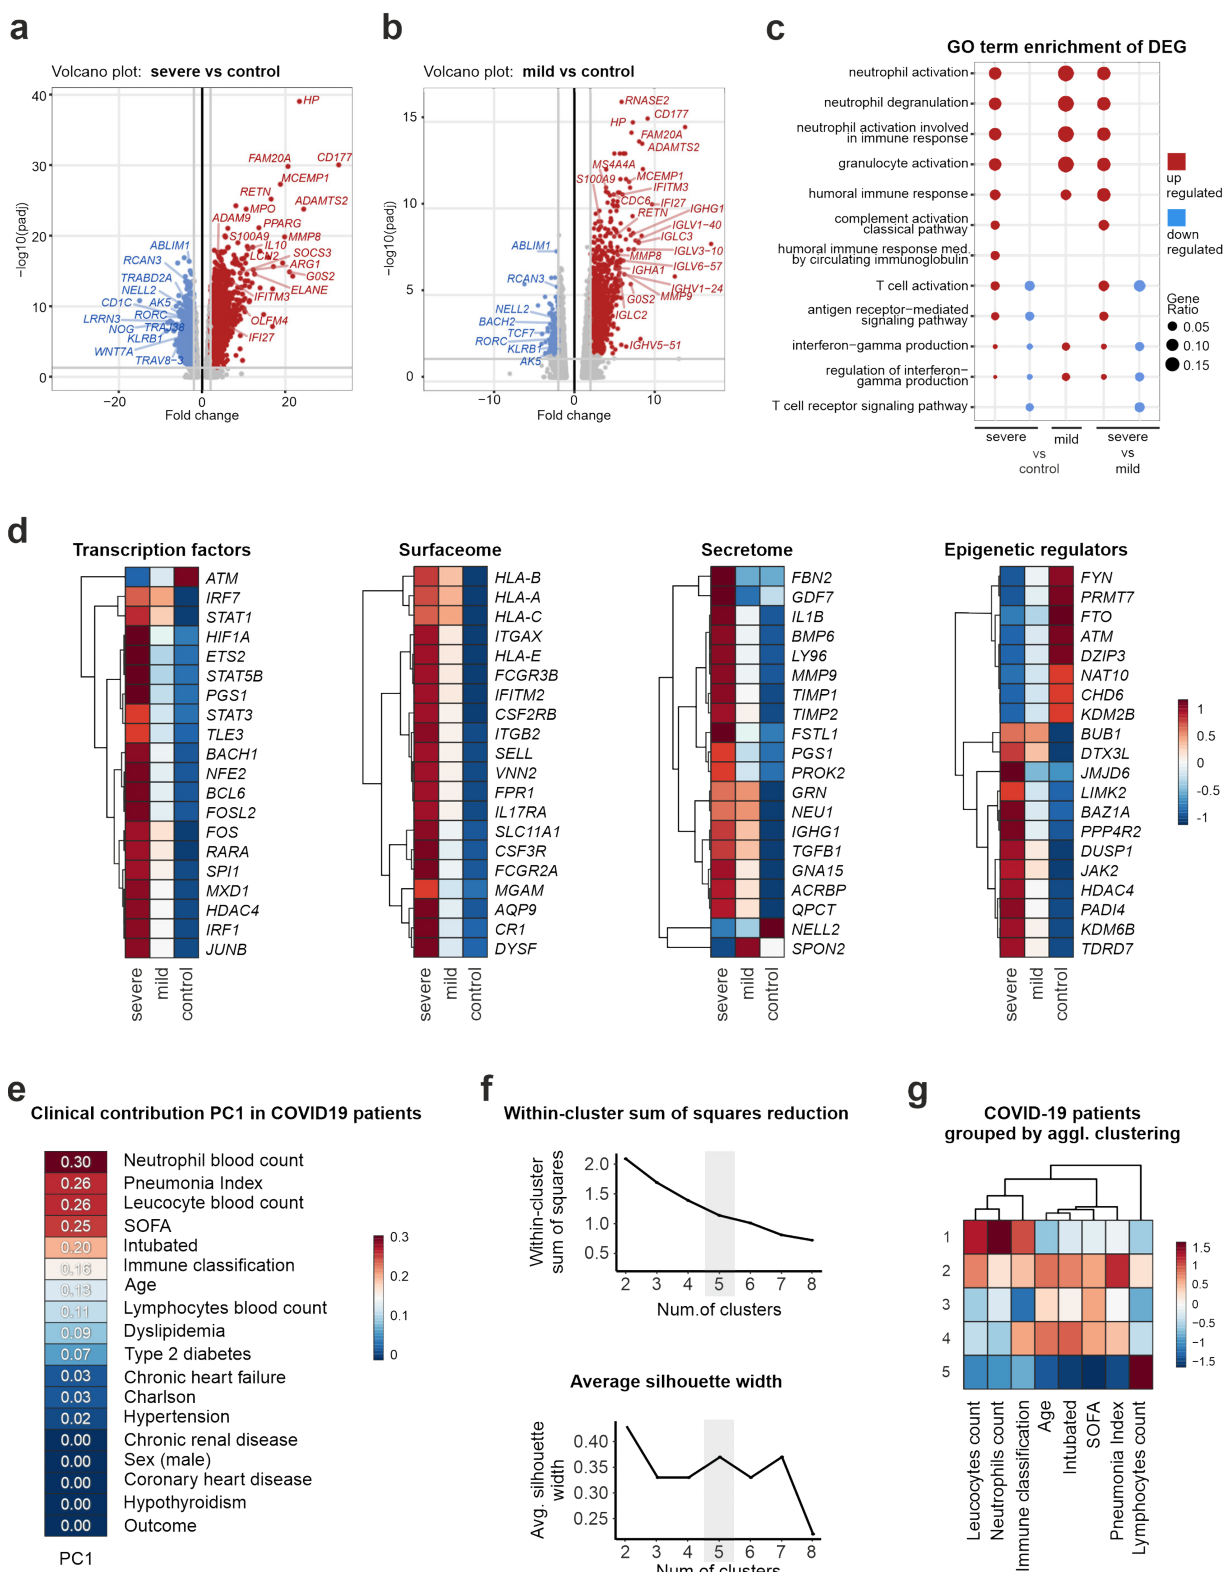 a
Volcano plot: severe vs control
−log10(padj)
40
30
20
10
0
HP
FAM20A
CD177
MCEMP1
RETN
ADAMTS2
MPO
ADAM9
PPARG
S100A9
MMP8
IL10
LCN2
SOCS3
ARG1
G0S2
ELANE
IFITM3
OLFM4
IFI27
ABLIM1
RCAN3
TRABD2A
NELL2
CD1C
AK5
RORC
LRRN3
NOG
TRAJ38
KLRB1
WNT7A
TRAV8−3
−20
0
20
Fold change
b
Volcano plot: mild vs control
−log10(padj)
15
10
5
0
RNASE2
HP
CD177
FAM20A
ADAMTS2
MS4A4A
S100A9
MCEMP1
IFITM3
CDC6
IFI27
RETN
IGHG1
IGLV1−40
IGLC3
IGLV3−10
MMP8
IGHA1
IGLV6−57
IGHV1−24
G0S2
MMP9
IGLC2
IGHV5−51
ABLIM1
RCAN3
NELL2
BACH2
TCF7
RORC
KLRB1
AK5
−10
0
10
Fold change
c
GO term enrichment of DEG
neutrophil activation
neutrophil degranulation
neutrophil activation involved
in immune response
granulocyte activation
humoral immune response
complement activation
classical pathway
humoral immune response med.
by circulating immunoglobulin
T cell activation
antigen receptor−mediated
signaling pathway
interferon−gamma production
regulation of interferon−
gamma production
T cell receptor signaling pathway
severe
mild
vs
control
severe
vs
mild
up
regulated
down
regulated
Gene
Ratio
0.05
0.10
0.15
d
Transcription factors
ATM
IRF7
STAT1
HIF1A
ETS2
STAT5B
PGS1
STAT3
TLE3
BACH1
NFE2
BCL6
FOSL2
FOS
RARA
SPI1
MXD1
HDAC4
IRF1
JUNB
severe
mild
control
Surfaceome
HLA-B
HLA-A
HLA-C
ITGAX
HLA-E
FCGR3B
IFITM2
CSF2RB
ITGB2
SELL
VNN2
FPR1
IL17RA
SLC11A1
CSF3R
FCGR2A
MGAM
AQP9
CR1
DYSF
severe
mild
control
Secretome
FBN2
GDF7
IL1B
BMP6
LY96
MMP9
TIMP1
TIMP2
FSTL1
PGS1
PROK2
GRN
NEU1
IGHG1
TGFB1
GNA15
ACRBP
QPCT
NELL2
SPON2
severe
mild
control
Epigenetic regulators
FYN
PRMT7
FTO
ATM
DZIP3
NAT10
CHD6
KDM2B
BUB1
DTX3L
JMJD6
LIMK2
BAZ1A
PPP4R2
DUSP1
JAK2
HDAC4
PADI4
KDM6B
TDRD7
severe
mild
control
1
0.5
0
-0.5
-1
e
Clinical contribution PC1 in COVID19 patients
0.30 Neutrophil blood count
0.26 Pneumonia Index
0.26 Leucocyte blood count
0.25 SOFA
0.20 Intubated
0.16 Immune classification
0.13 Age
0.11 Lymphocytes blood count
0.09 Dyslipidemia
0.07 Type 2 diabetes
0.03 Chronic heart failure
0.03 Charlson
0.02 Hypertension
0.00 Chronic renal disease
0.00 Sex (male)
0.00 Coronary heart disease
0.00 Hypothyroidism
0.00 Outcome
PC1
0.3
0.2
0.1
0
f
Within-cluster sum of squares reduction
Within-cluster
sum of squares
2.0
1.5
1.0
0.5
2 3 4 5 6 7 8
Num.of clusters
Average silhouette width
Avg. silhouette
width
0.40
0.35
0.30
0.25
2 3 4 5 6 7 8
Num.of clusters
g
COVID-19 patients
grouped by aggl. clustering
1
2
3
4
5
Leucocytes count
Neutrophils count
Immune classification
Age
Intubated
SOFA
Pneumonia Index
Lymphocytes count
1.5
1
0.5
0
−0.5
−1
−1.5